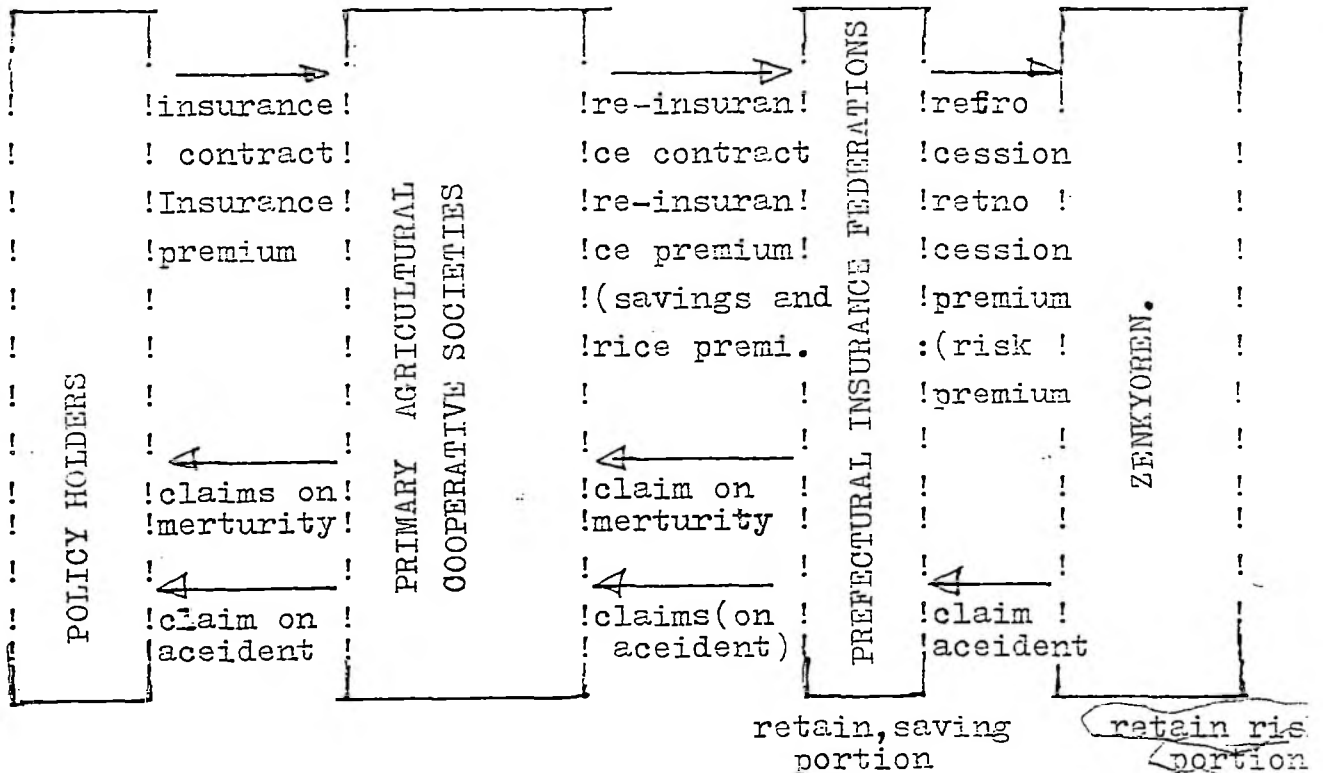 POLICY HOLDERS
insurance
contract
Insurance
premium
claims on
merturity
claim on
aceident
PRIMARY AGRICULTURAL
COOPERATIVE SOCIETIES
re-insuran
ce contract
re-insuran
ce premium
(savings and
rice premi.
claim on
merturity
claims(on
aceident)
PREFECTURAL INSURANCE FEDERATIONS
refro
cession
retno
cession
premium
(risk
premium
claim
aceident
ZENKYOREN.
retain,saving
portion
retain ris
portion